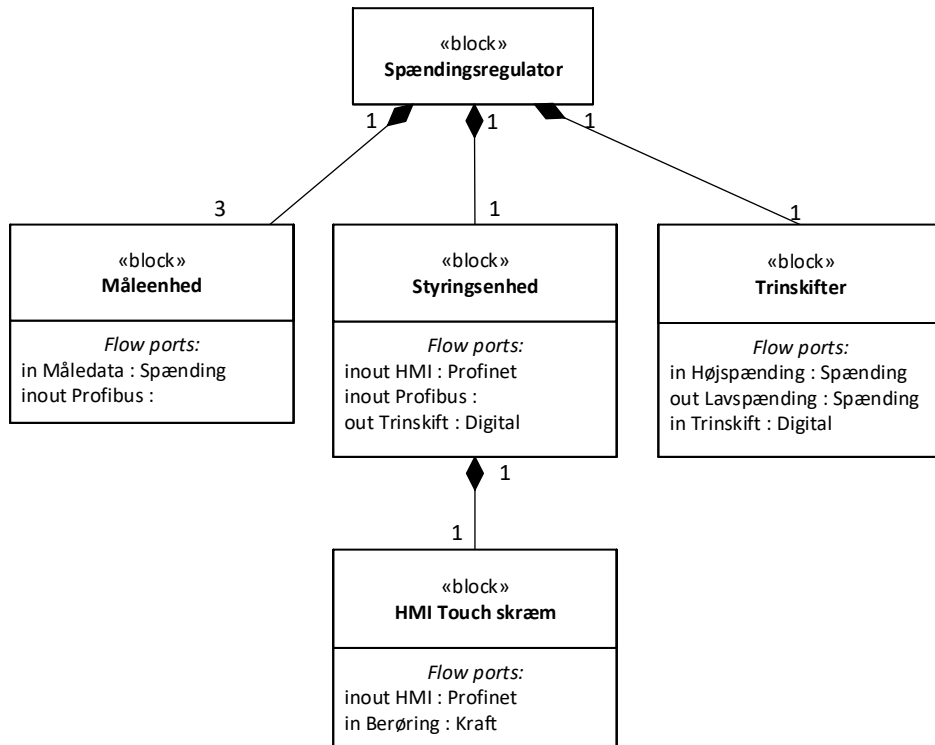 «block»
Spændingsregulator
1
1
1
3
1
1
«block»
Måleenhed
Flow ports:
in Måledata : Spænding
inout Profibus :
«block»
Styringsenhed
Flow ports:
inout HMI : Profinet
inout Profibus :
out Trinskift : Digital
«block»
Trinskifter
Flow ports:
in Højspænding : Spænding
out Lavspænding : Spænding
in Trinskift : Digital
1
1
«block»
HMI Touch skræm
Flow ports:
inout HMI : Profinet
in Berøring : Kraft